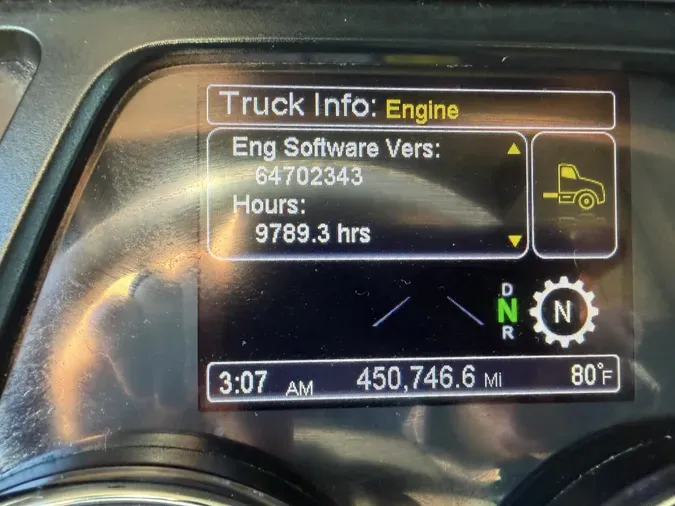 Truck Info: Engine
Eng Software Vers:
64702343
Hours:
9789.3 hrs
D
N N
R
3:07 AM 450,746.6 Mi 80°F